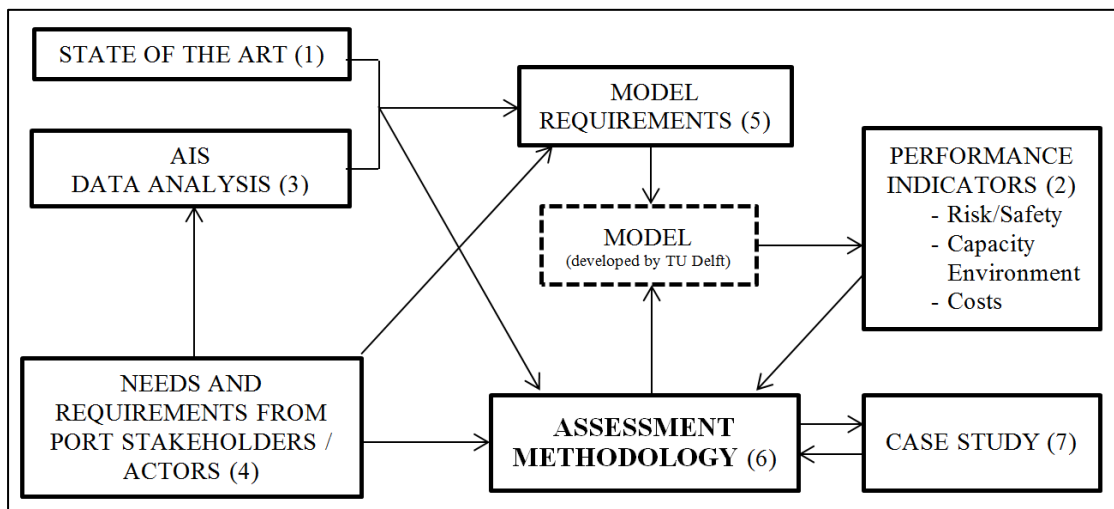 STATE OF THE ART (1)
AIS
DATA ANALYSIS (3)
NEEDS AND
REQUIREMENTS FROM
PORT STAKEHOLDERS /
ACTORS (4)
MODEL
REQUIREMENTS (5)
MODEL
(developed by TU Delft)
ASSESSMENT
METHODOLOGY (6)
PERFORMANCE
INDICATORS (2)
- Risk/Safety
- Capacity
Environment
- Costs
CASE STUDY (7)